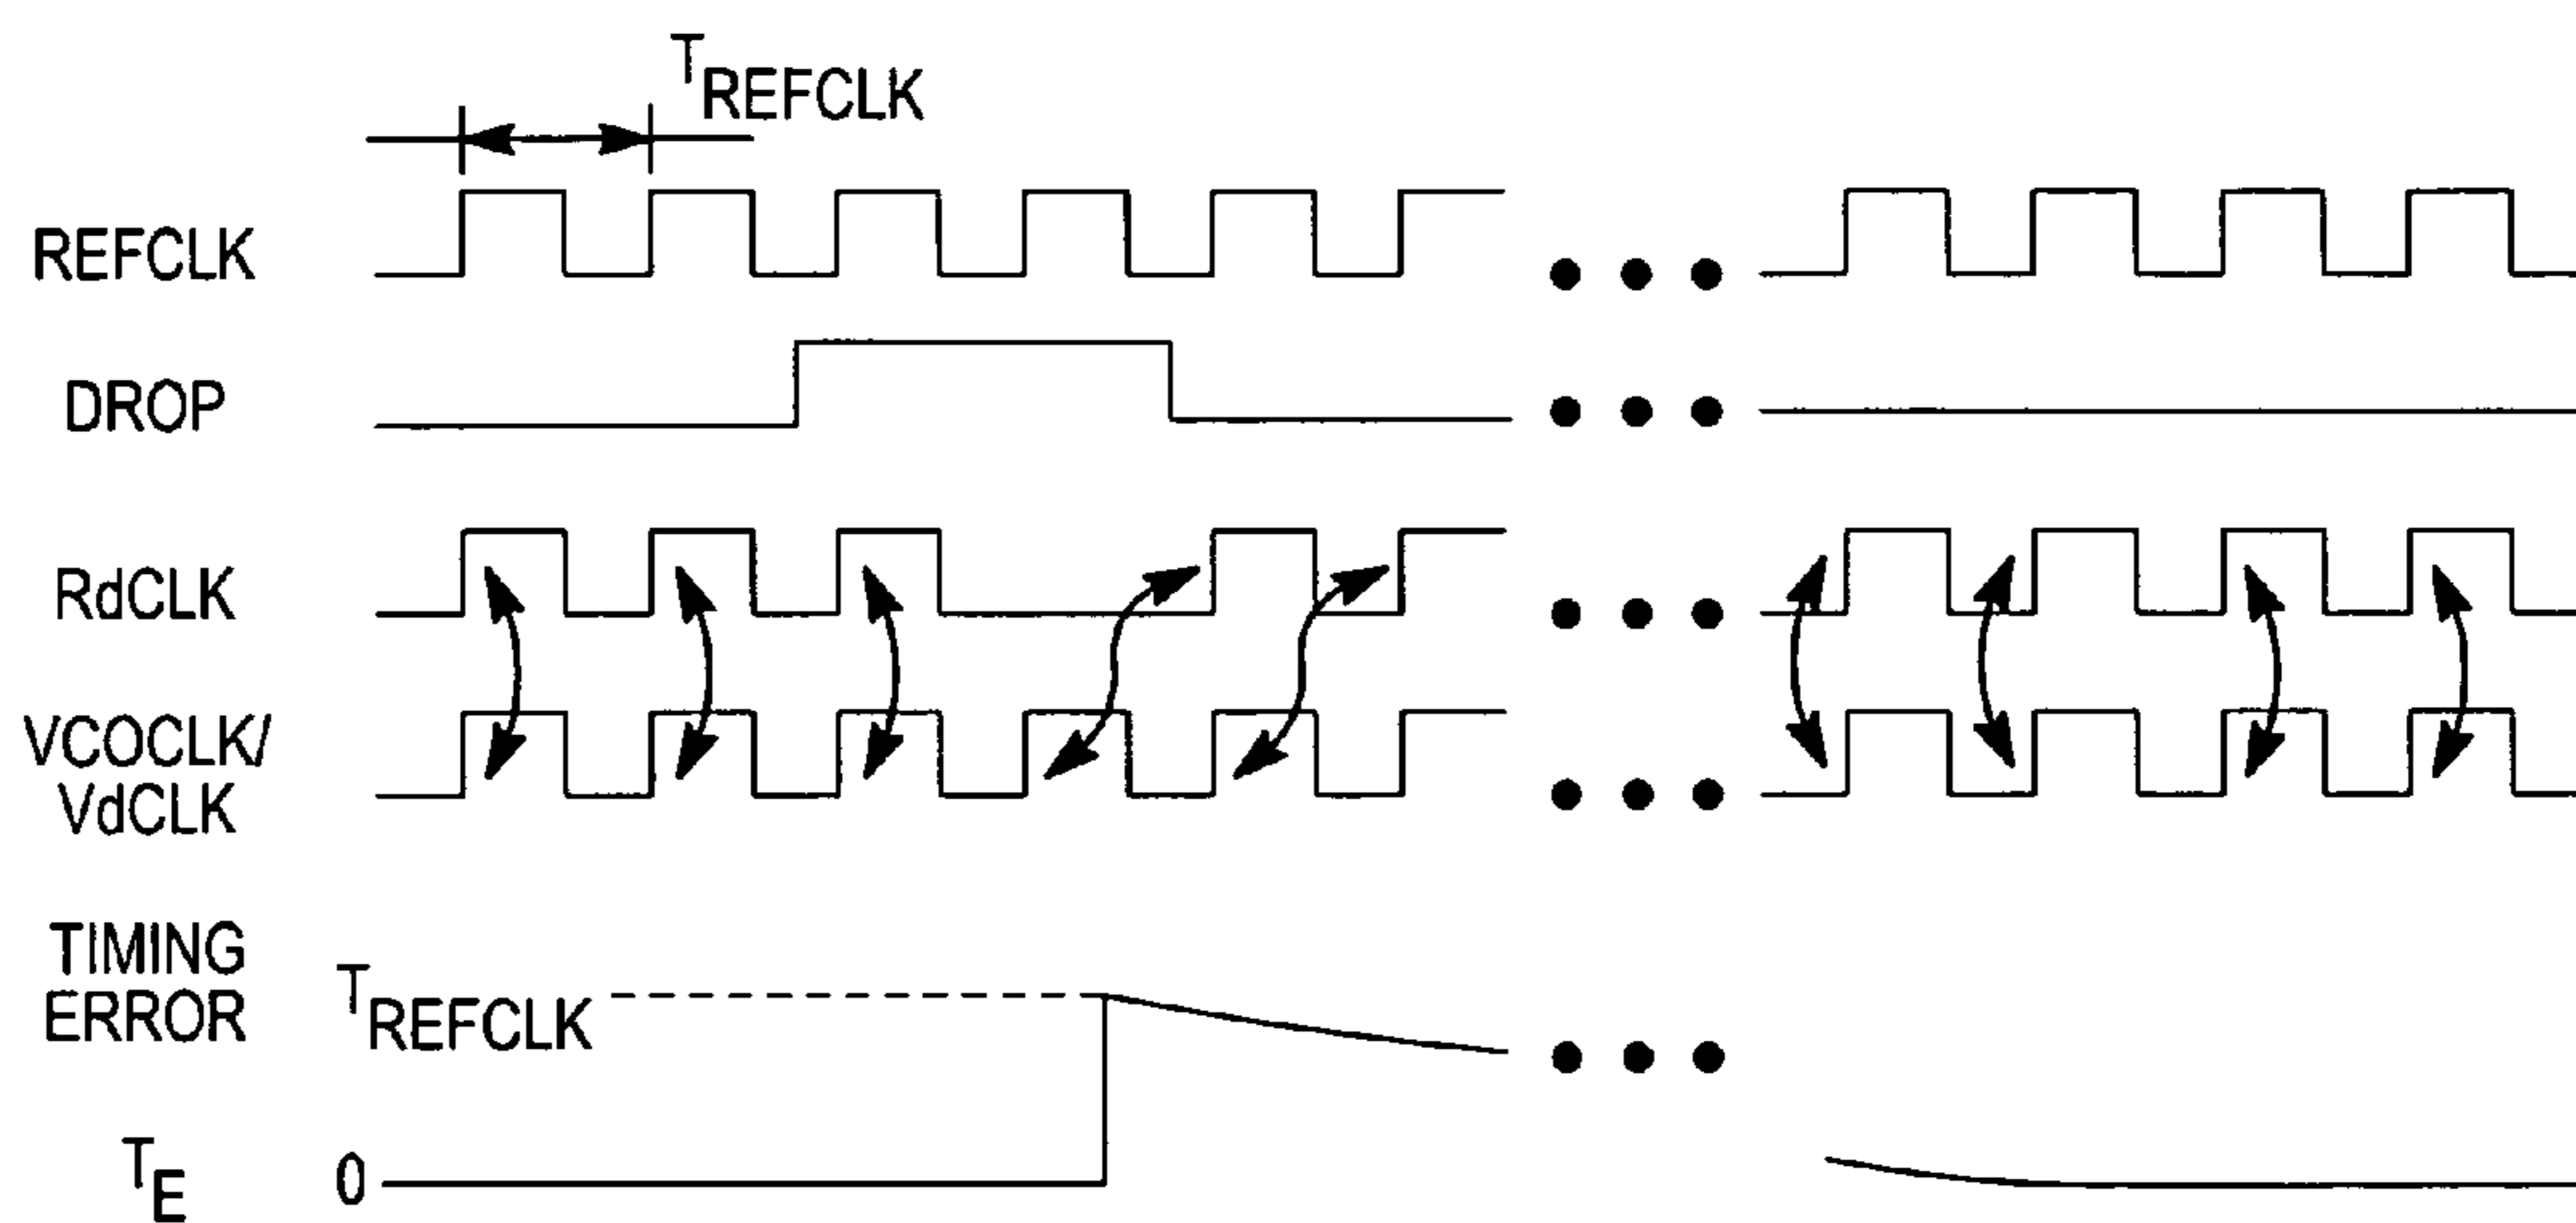 TREFCLK
REFCLK
DROP
RdCLK
VCOCLK/
VdCLK
TIMING
ERROR
TREFCLK
TE
0